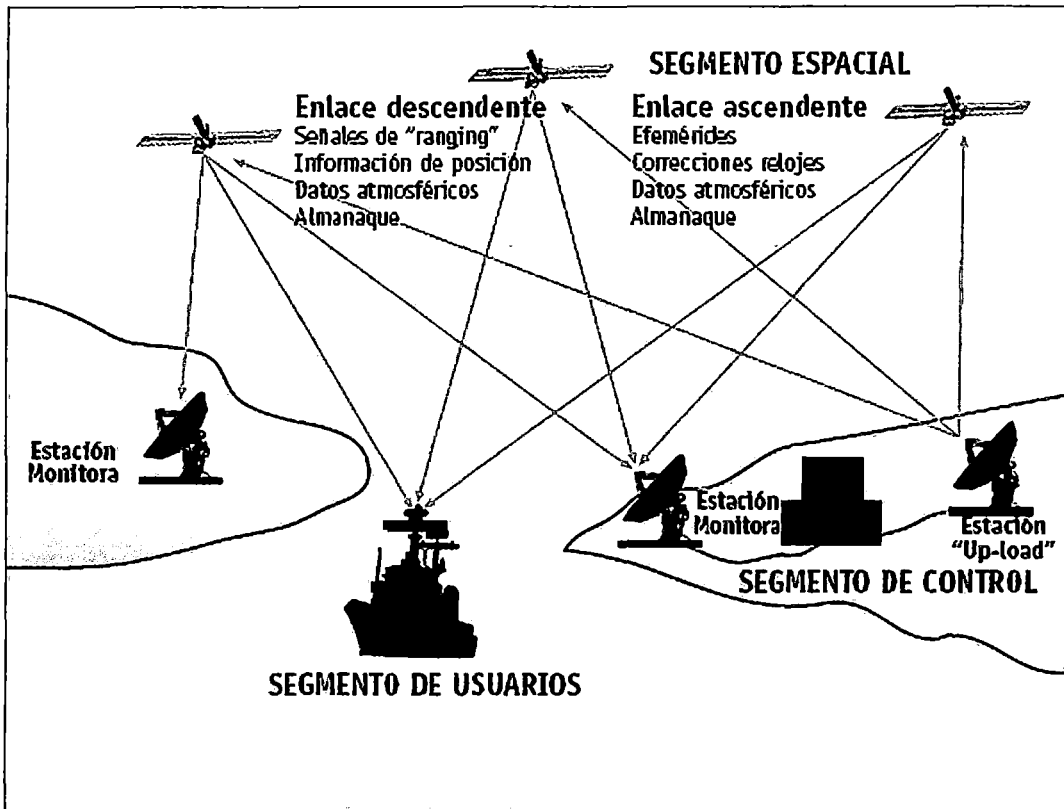 SEGMENTO ESPACIAL
Enlace descendente
Señales de “ranging”
Información de posición
Datos atmosféricos
Almanaque
Enlace ascendente
Efemérides
Correcciones relojes
Datos atmosféricos
Almanaque
Estación
Monitora
Estación
Monitora
Estación
“Up-load”
SEGMENTO DE CONTROL
SEGMENTO DE USUARIOS